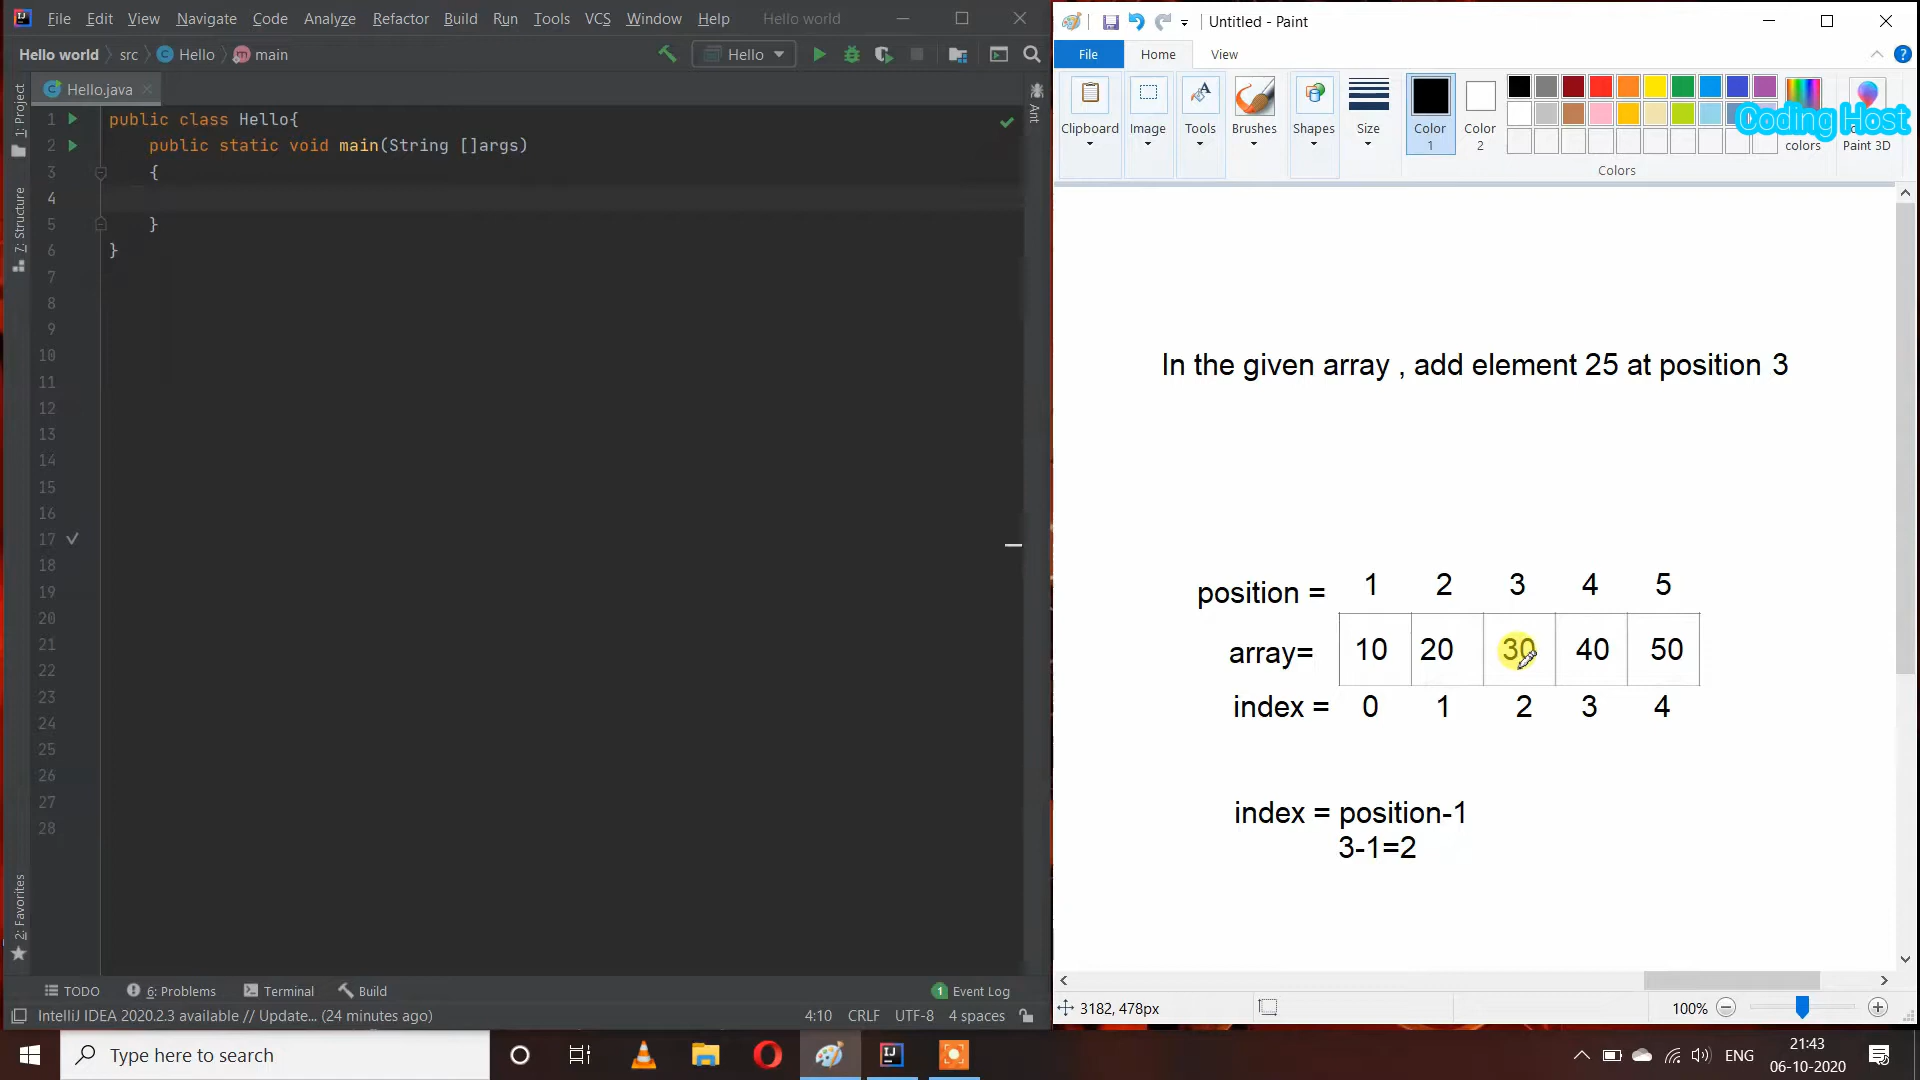 File Edit View Navigate Code Analyze Refactor Build Run Tools VCS Window Help Hello world
Hello world src Hello main Hello
Hello.java
1: Project
7: Structure
2: Favorites
Ant
1 public class Hello{
2 public static void main(String []args)
3 {
4
5 }
6 }
7
8
9
10
11
12
13
14
15
16
17
18
19
20
21
22
23
24
25
26
27
28
TODO 6: Problems Terminal Build 1 Event Log
IntelliJ IDEA 2020.2.3 available // Update... (24 minutes ago) 4:10 CRLF UTF-8 4 spaces
Untitled - Paint
File Home View
Clipboard Image Tools Brushes Shapes Size Color 1 Color 2 colors Paint 3D
Colors
Coding Host
In the given array , add element 25 at position 3
position = 1 2 3 4 5
array= 10 20 30 40 50
index = 0 1 2 3 4
index = position-1
3-1=2
3182, 478px 100%
Type here to search
ENG 21:43
06-10-2020